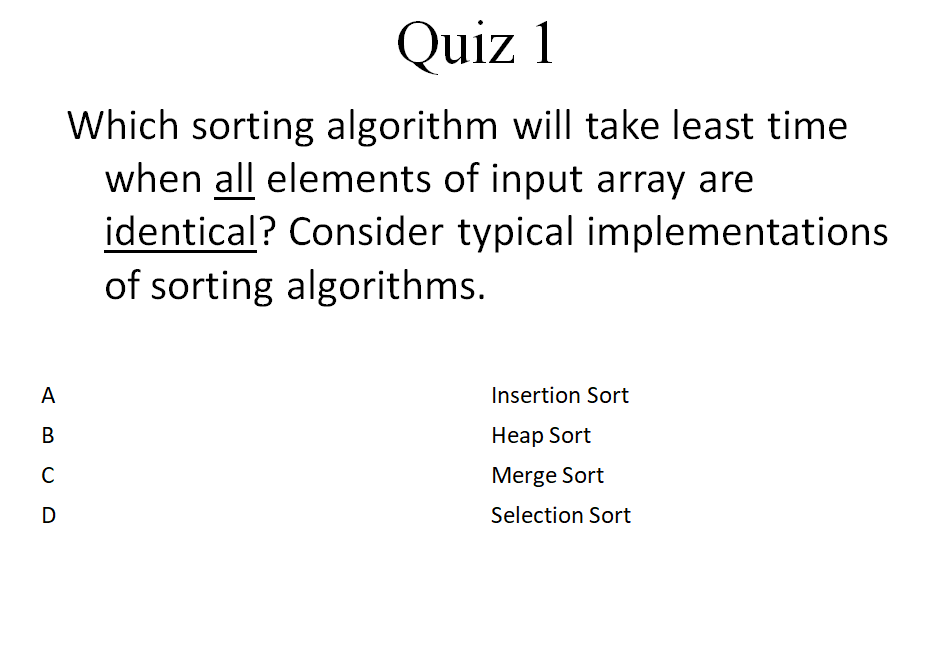 Quiz 1
Which sorting algorithm will take least time
when all elements of input array are
identical? Consider typical implementations
of sorting algorithms.
A Insertion Sort
B Heap Sort
C Merge Sort
D Selection Sort